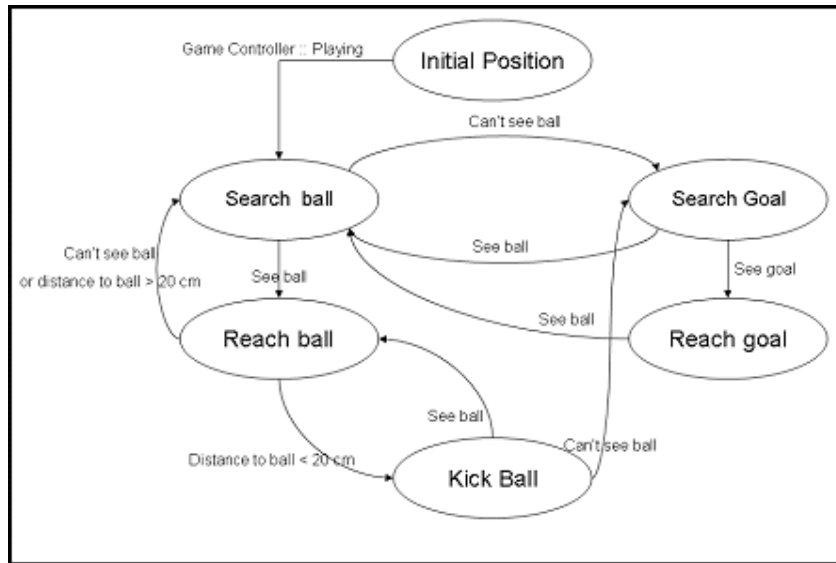 Game Controller :: Playing
Initial Position
Can't see ball
Search ball
Search Goal
Can't see ball
or distance to ball > 20 cm
See ball
See ball
See goal
See ball
Reach ball
Reach goal
See ball
Can't see ball
Distance to ball < 20 cm
Kick Ball